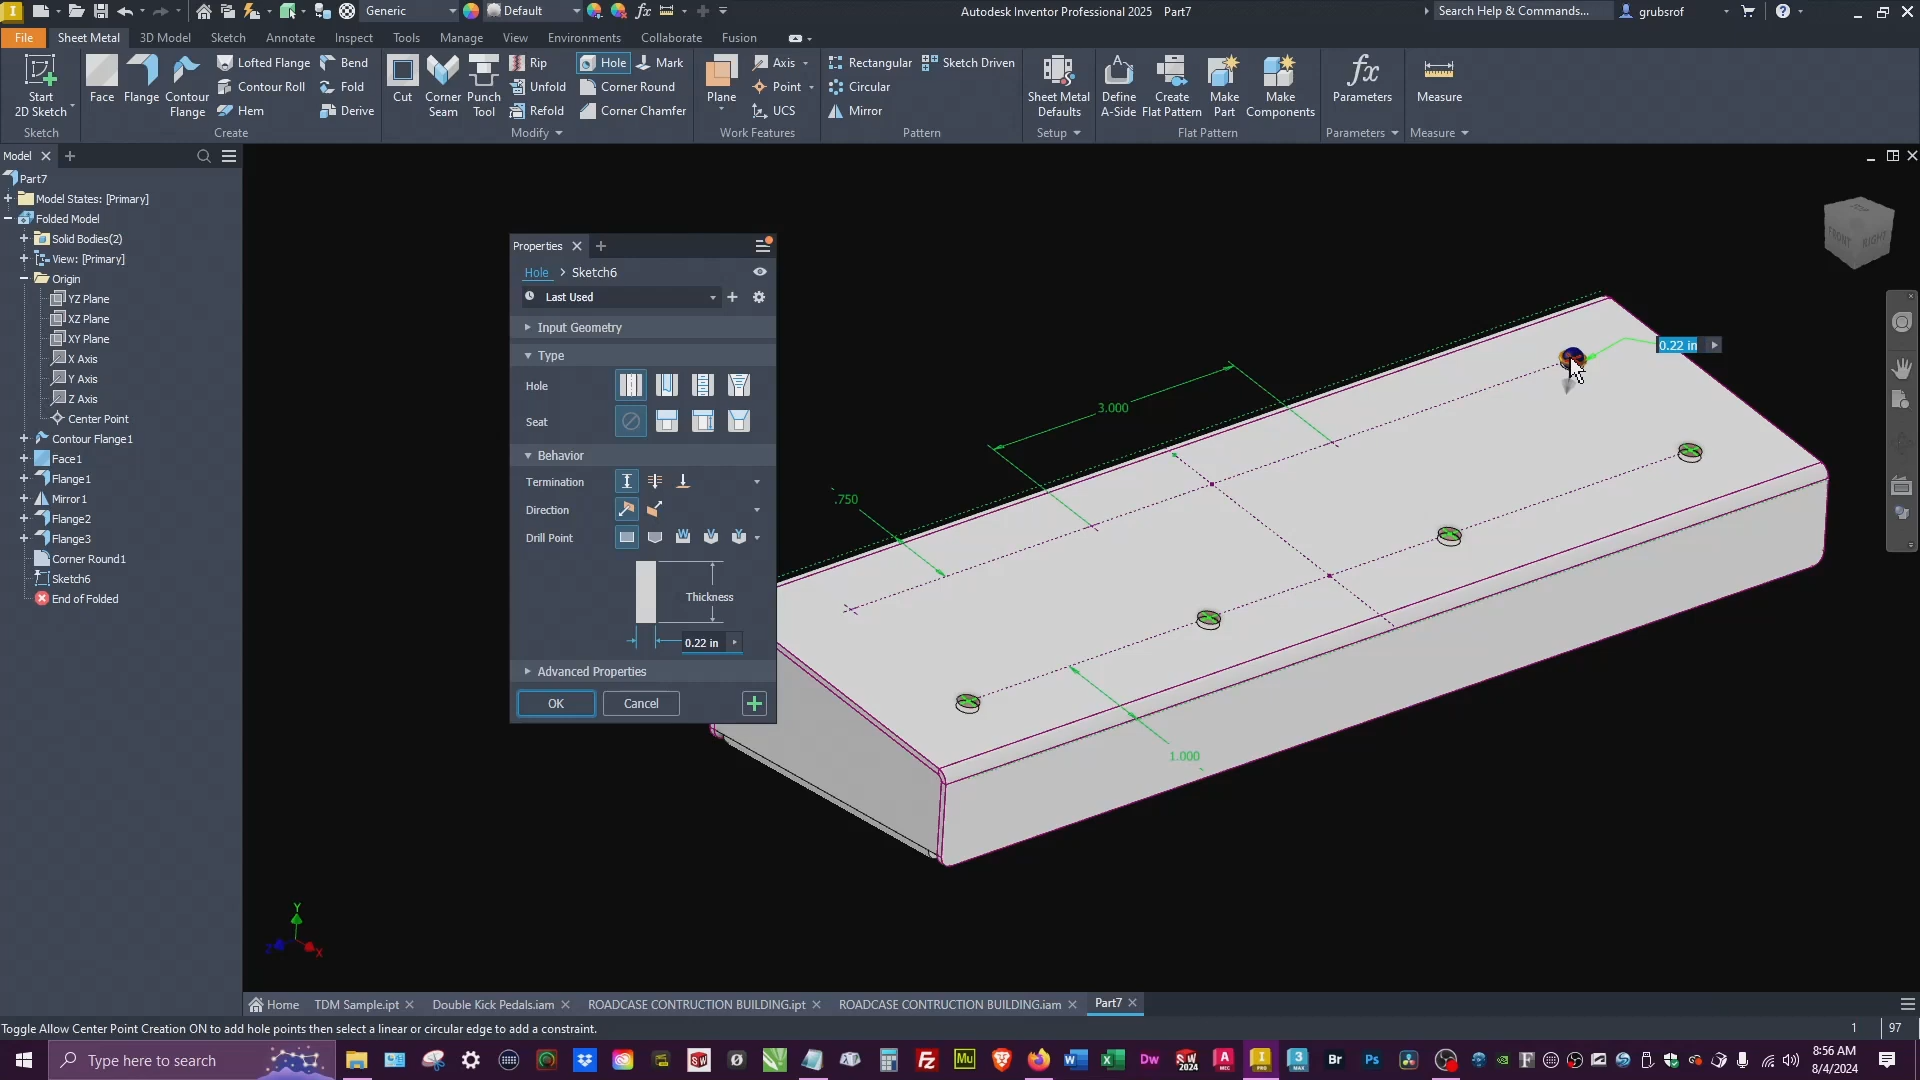 Generic
Default
Autodesk Inventor Professional 2025 Part7
Search Help & Commands...
grubsrof
File
Sheet Metal
3D Model
Sketch
Annotate
Inspect
Tools
Manage
View
Environments
Collaborate
Fusion
Start
2D Sketch
Sketch
Face
Flange
Contour
Flange
Lofted Flange
Contour Roll
Hem
Bend
Fold
Derive
Create
Cut
Corner
Seam
Punch
Tool
Rip
Unfold
Refold
Hole
Mark
Corner Round
Corner Chamfer
Modify
Plane
Axis
Point
UCS
Work Features
Rectangular
Circular
Mirror
Sketch Driven
Pattern
Sheet Metal
Defaults
Setup
Define
A-Side
Create
Flat Pattern
Make
Part
Make
Components
Flat Pattern
fx
Parameters
Parameters
Measure
Measure
Model
Part7
Model States: [Primary]
Folded Model
Solid Bodies(2)
View: [Primary]
Origin
YZ Plane
XZ Plane
XY Plane
X Axis
Y Axis
Z Axis
Center Point
Contour Flange1
Face1
Flange1
Mirror1
Flange2
Flange3
Corner Round1
Sketch6
End of Folded
Properties
Hole > Sketch6
Last Used
Input Geometry
Type
Hole
Seat
Behavior
Termination
Direction
Drill Point
Thickness
0.22 in
Advanced Properties
OK
Cancel
3.000
.750
1.000
0.22 in
FRONT
RIGHT
Y
Z
X
Home
TDM Sample.ipt
Double Kick Pedals.iam
ROADCASE CONTRUCTION BUILDING.ipt
ROADCASE CONTRUCTION BUILDING.iam
Part7
Toggle Allow Center Point Creation ON to add hole points then select a linear or circular edge to add a constraint.
1
97
Type here to search
8:56 AM
8/4/2024